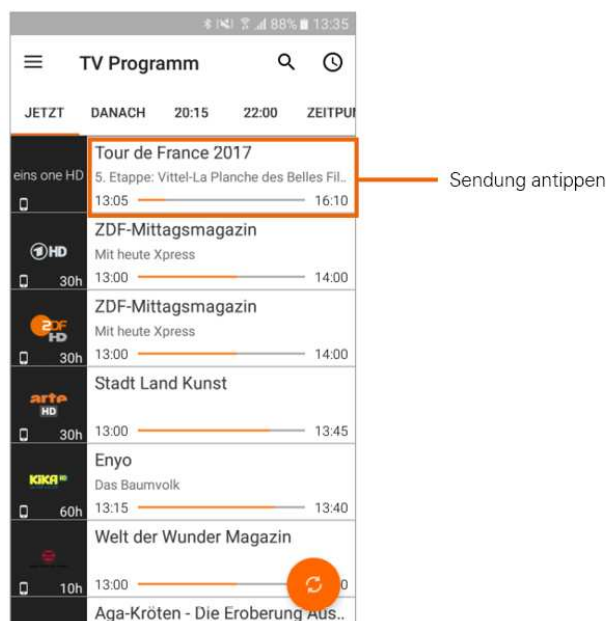 88% 13:35
TV Programm
JETZT DANACH 20:15 22:00 ZEITPU
eins one HD
Tour de France 2017
5. Etappe: Vittel-La Planche des Belles Fil..
13:05 16:10
Sendung antippen
HD
30h
ZDF-Mittagsmagazin
Mit heute Xpress
13:00 14:00
ZDF
HD
30h
ZDF-Mittagsmagazin
Mit heute Xpress
13:00 14:00
arte
HD
30h
Stadt Land Kunst
13:00 13:45
KiKA HD
60h
Enyo
Das Baumvolk
13:15 13:40
10h
Welt der Wunder Magazin
13:00 0
Aga-Kröten - Die Eroberung Aus..